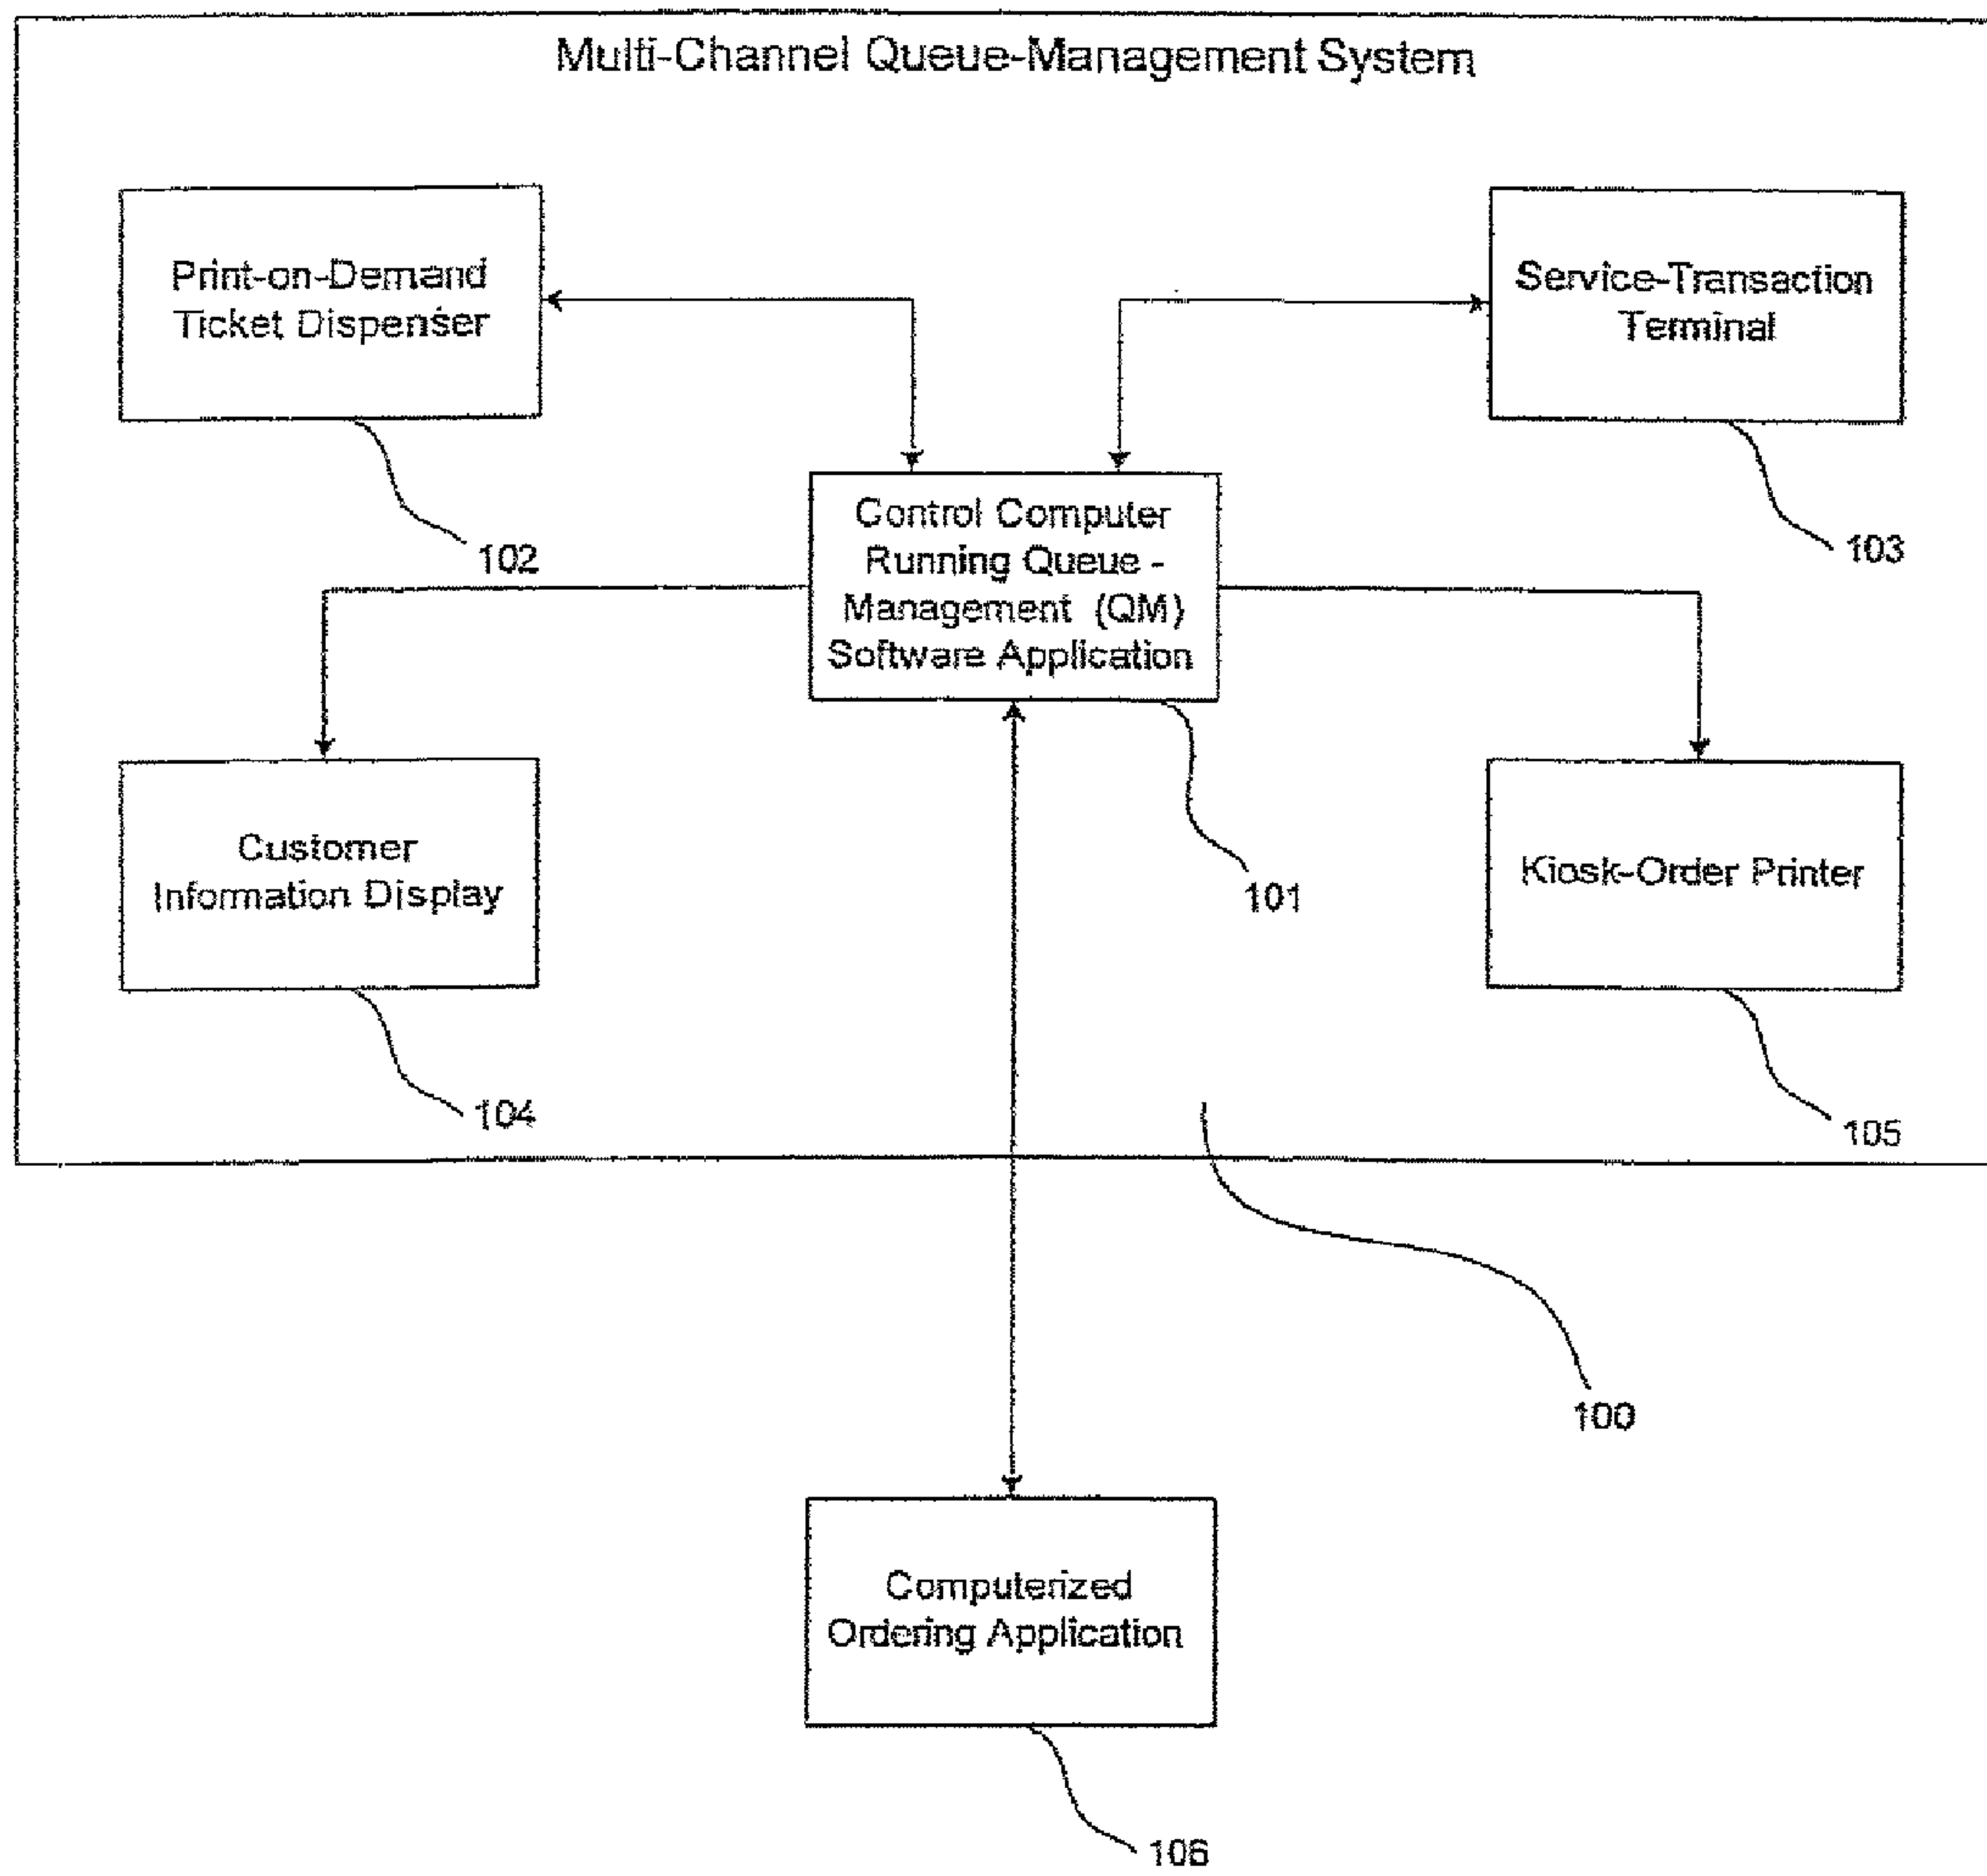 Multi-Channel Queue-Management System
Print-on-Demand
Ticket Dispenser
102
Service-Transaction
Terminal
103
Control Computer
Running Queue -
Management (QM)
Software Application
101
Customer
Information Display
104
Kiosk-Order Printer
105
100
Computerized
Ordering Application
106